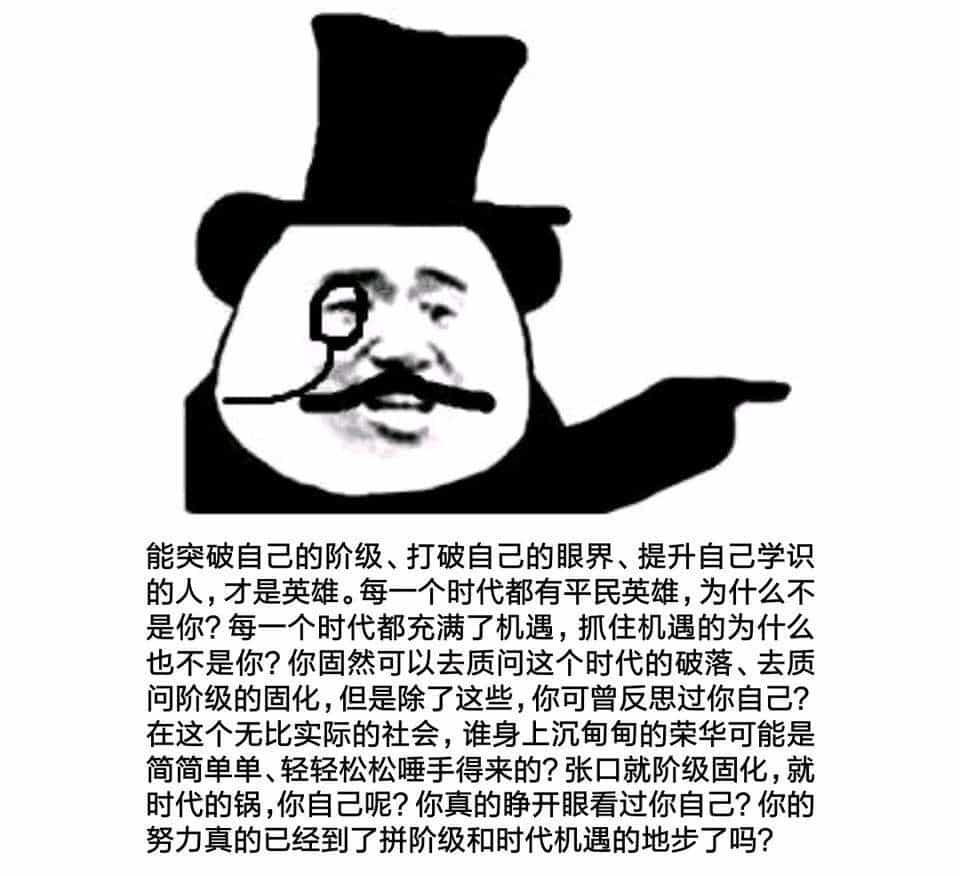 能突破自己的阶级、打破自己的眼界、提升自己学识
的人，才是英雄。每一个时代都有平民英雄，为什么不
是你？每一个时代都充满了机遇，抓住机遇的为什么
也不是你？你固然可以去质问这个时代的破落、去质
问阶级的固化，但是除了这些，你可曾反思过你自己？
在这个无比实际的社会，谁身上沉甸甸的荣华可能是
简简单单、轻轻松松唾手得来的？张口就阶级固化，就
时代的锅，你自己呢？你真的睁开眼看过你自己？你的
努力真的已经到了拼阶级和时代机遇的地步了吗？